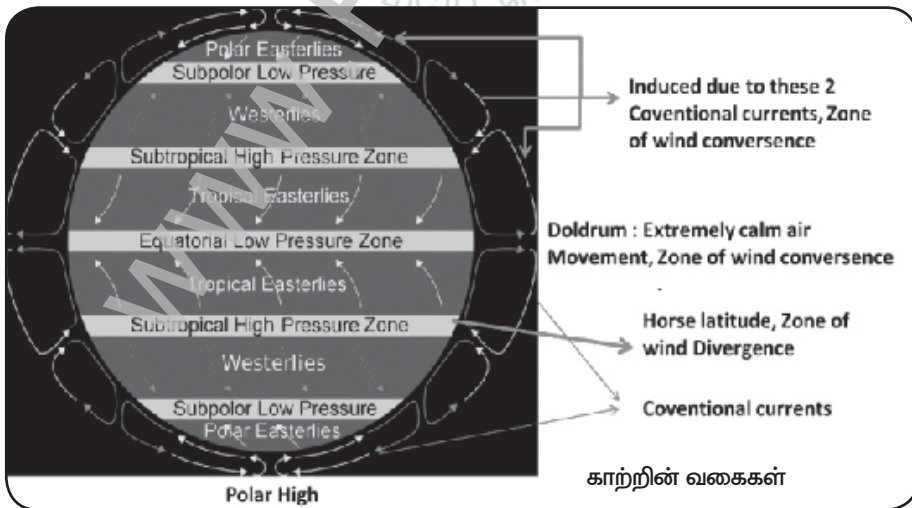 Polar Easterlies
Subpolor Low Pressure
Westerlies
Subtropical High Pressure Zone
Tropical Easterlies
Equatorial Low Pressure Zone
Tropical Easterlies
Subtropical High Pressure Zone
Westerlies
Subpolor Low Pressure
Polar Easterlies
Polar High
Induced due to these 2
Coventional currents, Zone
of wind conversence
Doldrum : Extremely calm air
Movement, Zone of wind conversence
Horse latitude, Zone of
wind Divergence
Coventional currents
காற்றின் வகைகள்